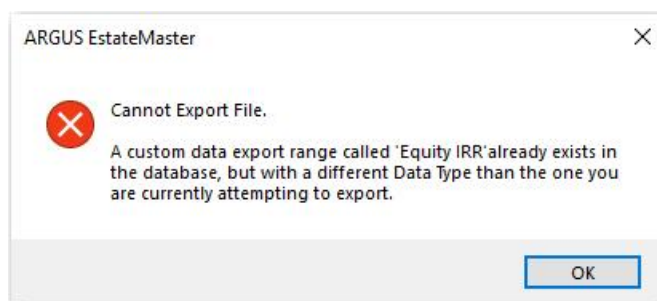 ARGUS EstateMaster
Cannot Export File.
A custom data export range called 'Equity IRR'already exists in
the database, but with a different Data Type than the one you
are currently attempting to export.
OK